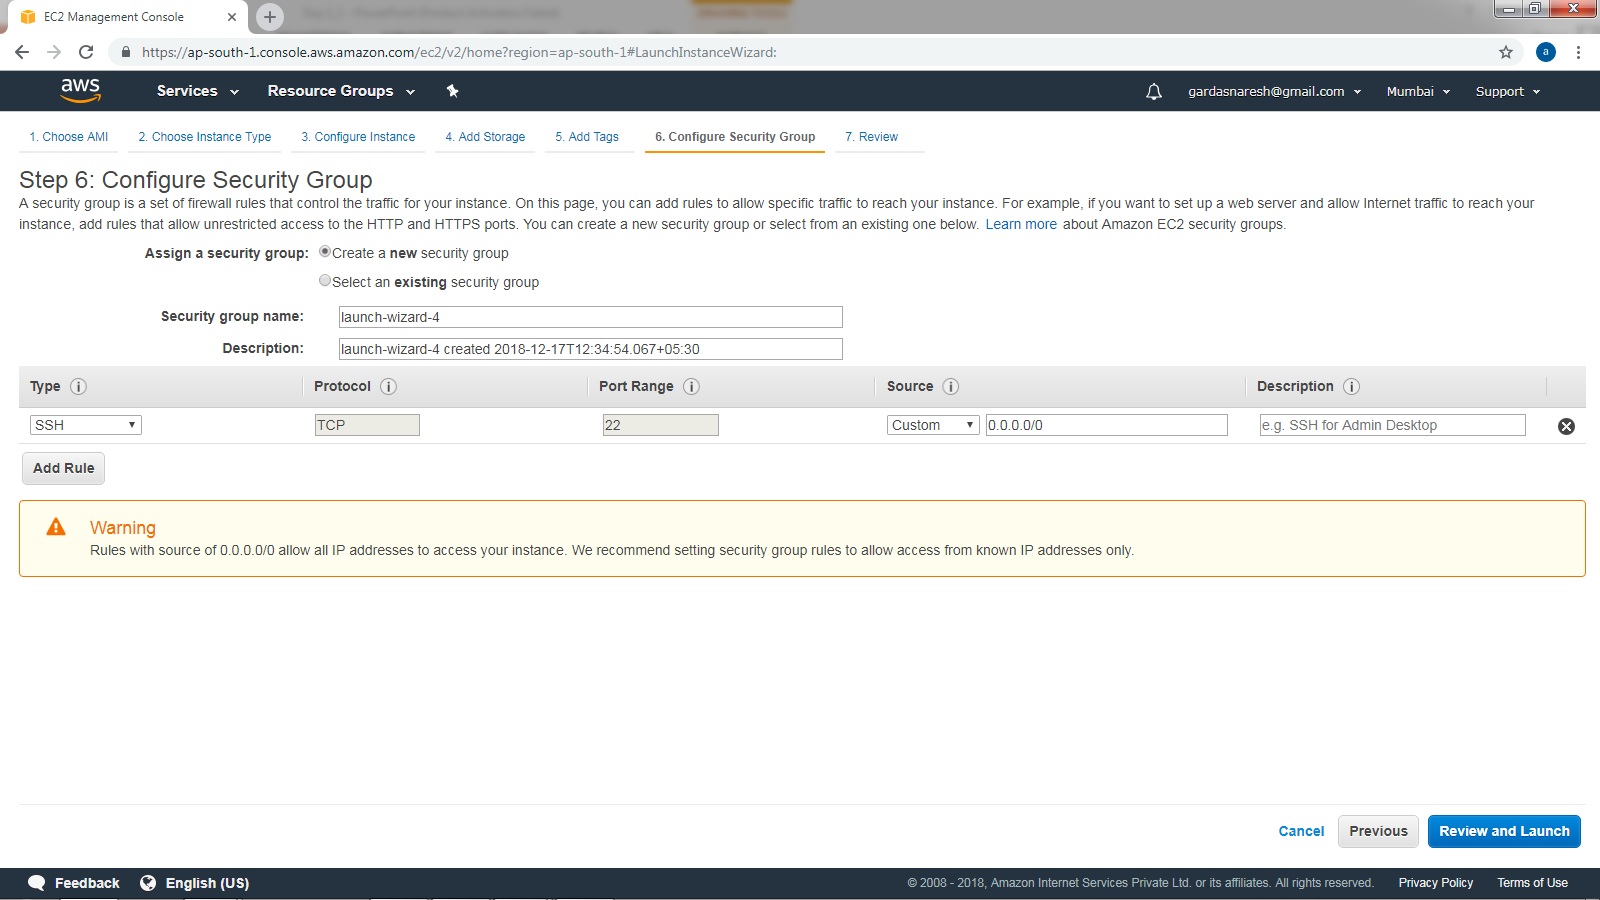 EC2 Management Console
https://ap-south-1.console.aws.amazon.com/ec2/v2/home?region=ap-south-1#LaunchInstanceWizard:
a
aws Services Resource Groups gardasnaresh@gmail.com Mumbai Support
1. Choose AMI 2. Choose Instance Type 3. Configure Instance 4. Add Storage 5. Add Tags 6. Configure Security Group 7. Review
Step 6: Configure Security Group
A security group is a set of firewall rules that control the traffic for your instance. On this page, you can add rules to allow specific traffic to reach your instance. For example, if you want to set up a web server and allow Internet traffic to reach your
instance, add rules that allow unrestricted access to the HTTP and HTTPS ports. You can create a new security group or select from an existing one below. Learn more about Amazon EC2 security groups.
Assign a security group: Create a new security group
Select an existing security group
Security group name: launch-wizard-4
Description: launch-wizard-4 created 2018-12-17T12:34:54.067+05:30
Type i Protocol i Port Range i Source i Description i
SSH TCP 22 Custom 0.0.0.0/0 e.g. SSH for Admin Desktop
Add Rule
Warning
Rules with source of 0.0.0.0/0 allow all IP addresses to access your instance. We recommend setting security group rules to allow access from known IP addresses only.
Cancel Previous Review and Launch
Feedback English (US) © 2008 - 2018, Amazon Internet Services Private Ltd. or its affiliates. All rights reserved. Privacy Policy Terms of Use